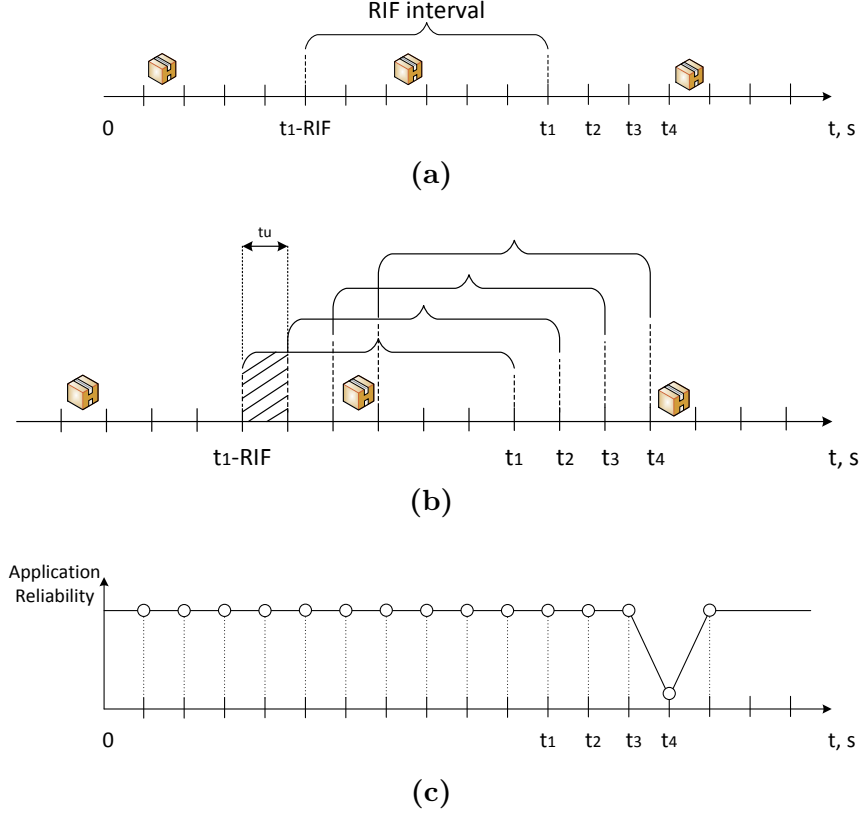 RIF interval
0 t1-RIF t1 t2 t3 t4 t, s
(a)
tu
t1-RIF t1 t2 t3 t4 t, s
(b)
Application
Reliability
0 t1 t2 t3 t4 t, s
(c)